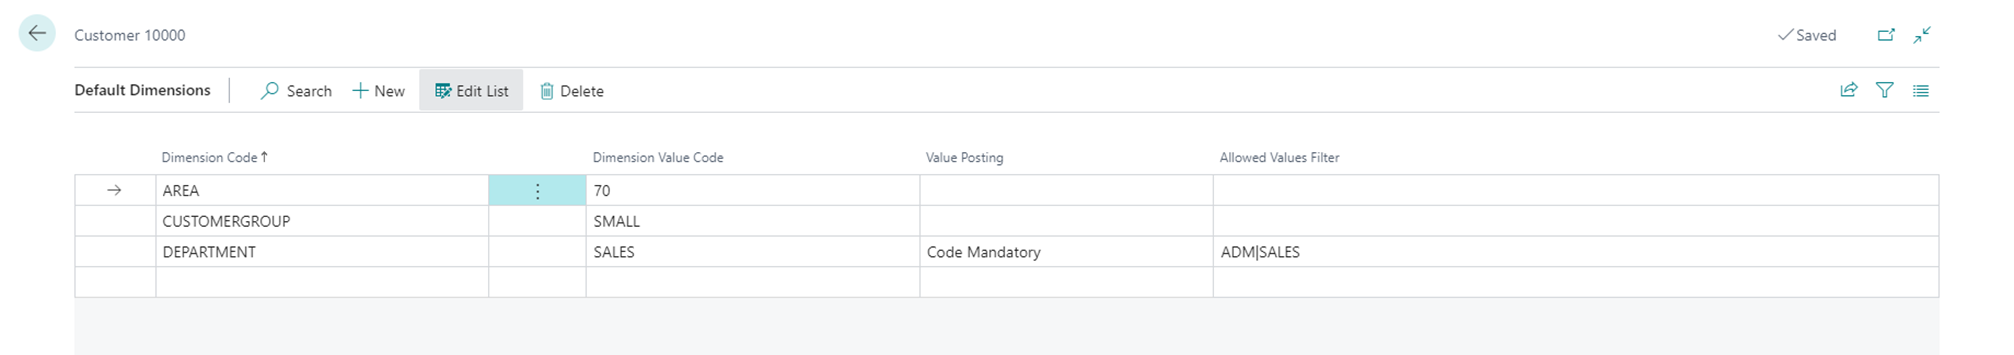 Customer 10000
Saved
Default Dimensions Search New Edit List Delete
Dimension Code Dimension Value Code Value Posting Allowed Values Filter
AREA 70
CUSTOMERGROUP SMALL
DEPARTMENT SALES Code Mandatory ADM|SALES